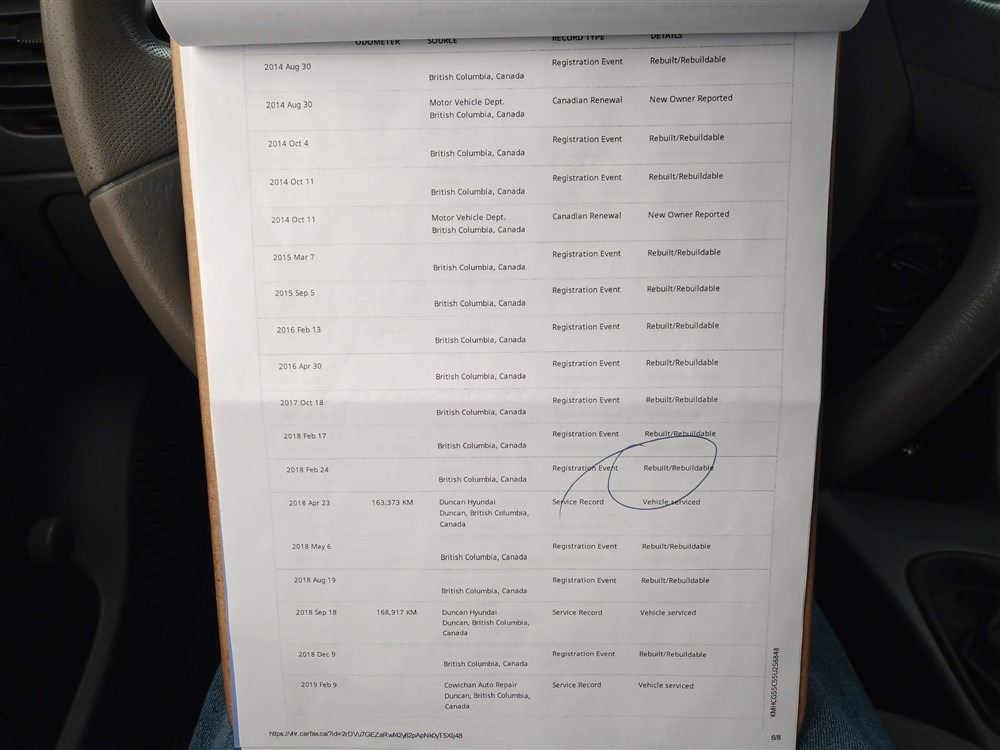 ODOMETER SOURCE RECORD TYPE DETAILS
2014 Aug 30 British Columbia, Canada Registration Event Rebuilt/Rebuildable
2014 Aug 30 Motor Vehicle Dept. Canadian Renewal New Owner Reported
British Columbia, Canada
2014 Oct 4 British Columbia, Canada Registration Event Rebuilt/Rebuildable
2014 Oct 11 British Columbia, Canada Registration Event Rebuilt/Rebuildable
2014 Oct 11 Motor Vehicle Dept. Canadian Renewal New Owner Reported
British Columbia, Canada
2015 Mar 7 British Columbia, Canada Registration Event Rebuilt/Rebuildable
2015 Sep 5 British Columbia, Canada Registration Event Rebuilt/Rebuildable
2016 Feb 13 British Columbia, Canada Registration Event Rebuilt/Rebuildable
2016 Apr 30 British Columbia, Canada Registration Event Rebuilt/Rebuildable
2017 Oct 18 British Columbia, Canada Registration Event Rebuilt/Rebuildable
2018 Feb 17 British Columbia, Canada Registration Event Rebuilt/Rebuildable
2018 Feb 24 British Columbia, Canada Registration Event Rebuilt/Rebuildable
2018 Apr 23 163,373 KM Duncan Hyundai Service Record Vehicle serviced
Duncan, British Columbia,
Canada
2018 May 6 British Columbia, Canada Registration Event Rebuilt/Rebuildable
2018 Aug 19 British Columbia, Canada Registration Event Rebuilt/Rebuildable
2018 Sep 18 168,917 KM Duncan Hyundai Service Record Vehicle serviced
Duncan, British Columbia,
Canada
2018 Dec 9 British Columbia, Canada Registration Event Rebuilt/Rebuildable
2019 Feb 9 Cowichan Auto Repair Service Record Vehicle serviced
Duncan, British Columbia,
Canada
6/8